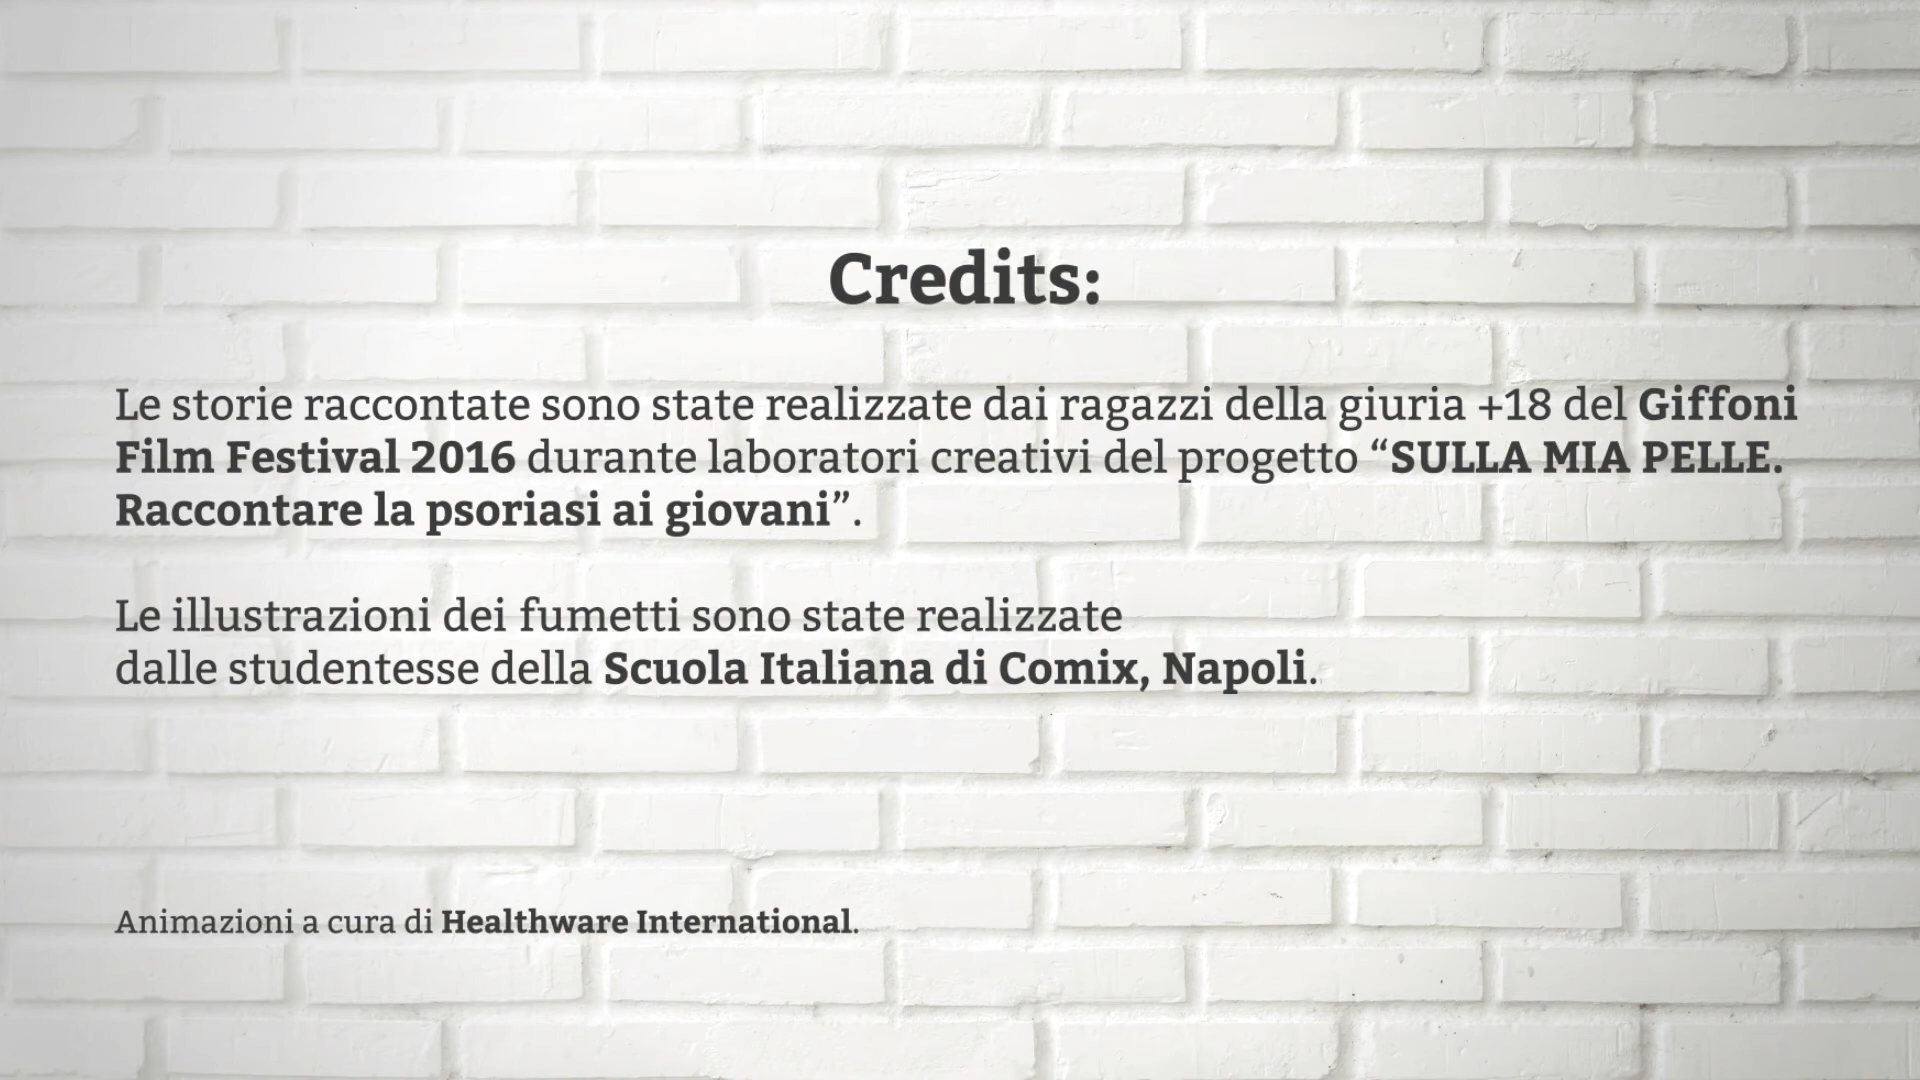 Credits:
Le storie raccontate sono state realizzate dai ragazzi della giuria +18 del Giffoni
Film Festival 2016 durante laboratori creativi del progetto “SULLA MIA PELLE.
Raccontare la psoriasi ai giovani”.
Le illustrazioni dei fumetti sono state realizzate
dalle studentesse della Scuola Italiana di Comix, Napoli.
Animazioni a cura di Healthware International.